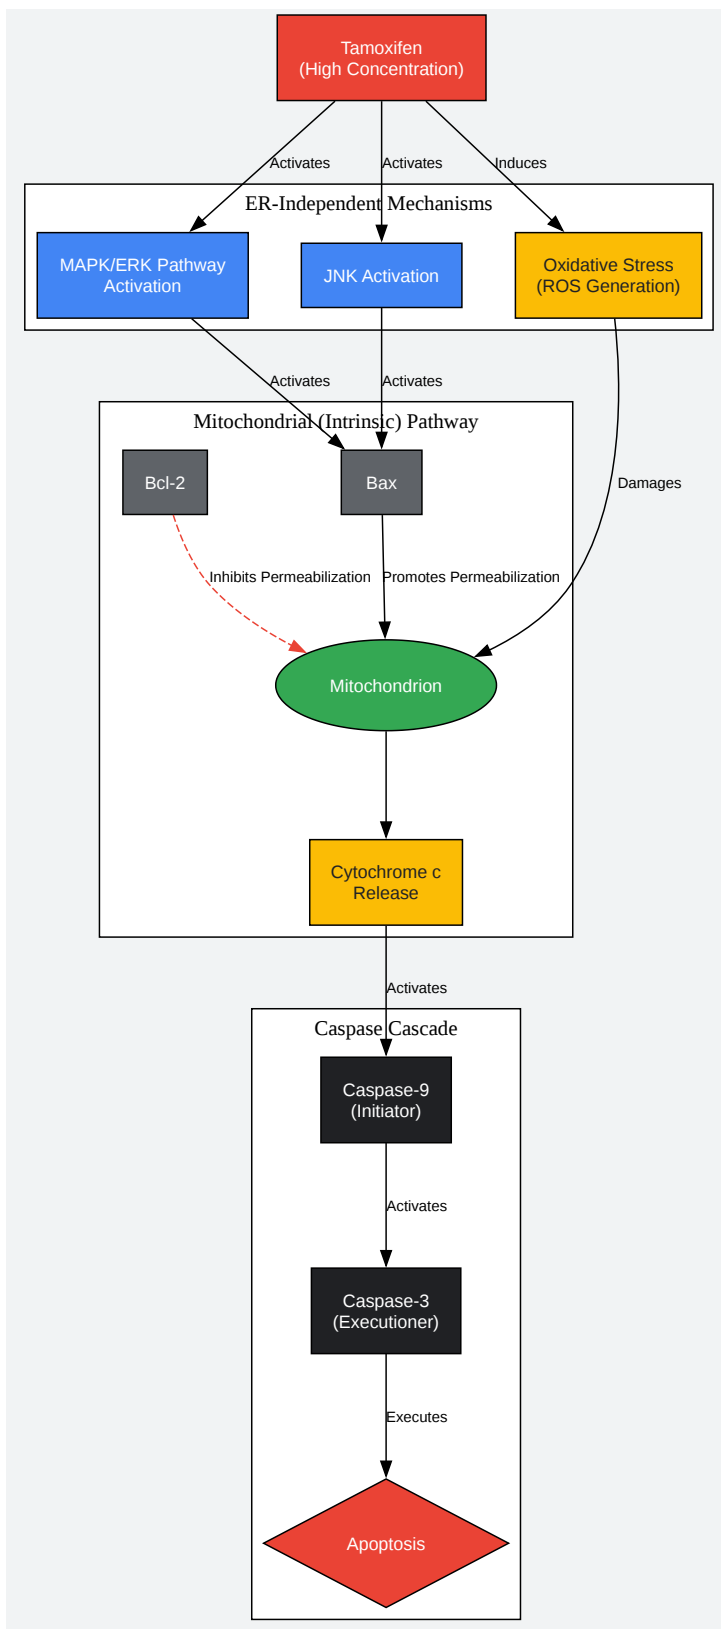 Tamoxifen
(High Concentration)
Activates
Activates
Induces
ER-Independent Mechanisms
MAPK/ERK Pathway
Activation
JNK Activation
Oxidative Stress
(ROS Generation)
Activates
Activates
Mitochondrial (Intrinsic) Pathway
Bcl-2
Bax
Damages
Inhibits Permeabilization
Promotes Permeabilization
Mitochondrion
Cytochrome c
Release
Activates
Caspase Cascade
Caspase-9
(Initiator)
Activates
Caspase-3
(Executioner)
Executes
Apoptosis